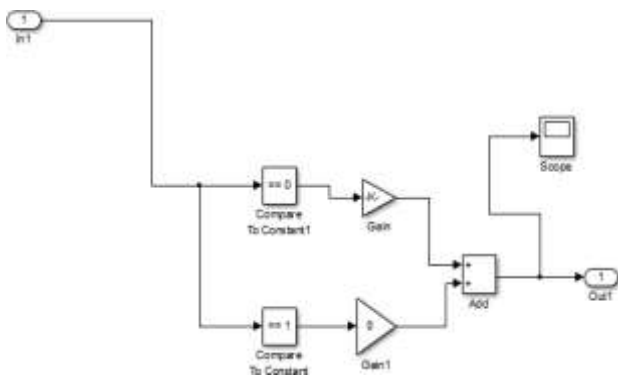 1
In1
Scope
== 0
Compare
To Constant1
-K-
Gain
+
+
Add
1
Out1
== 1
Compare
To Constant
0
Gain1